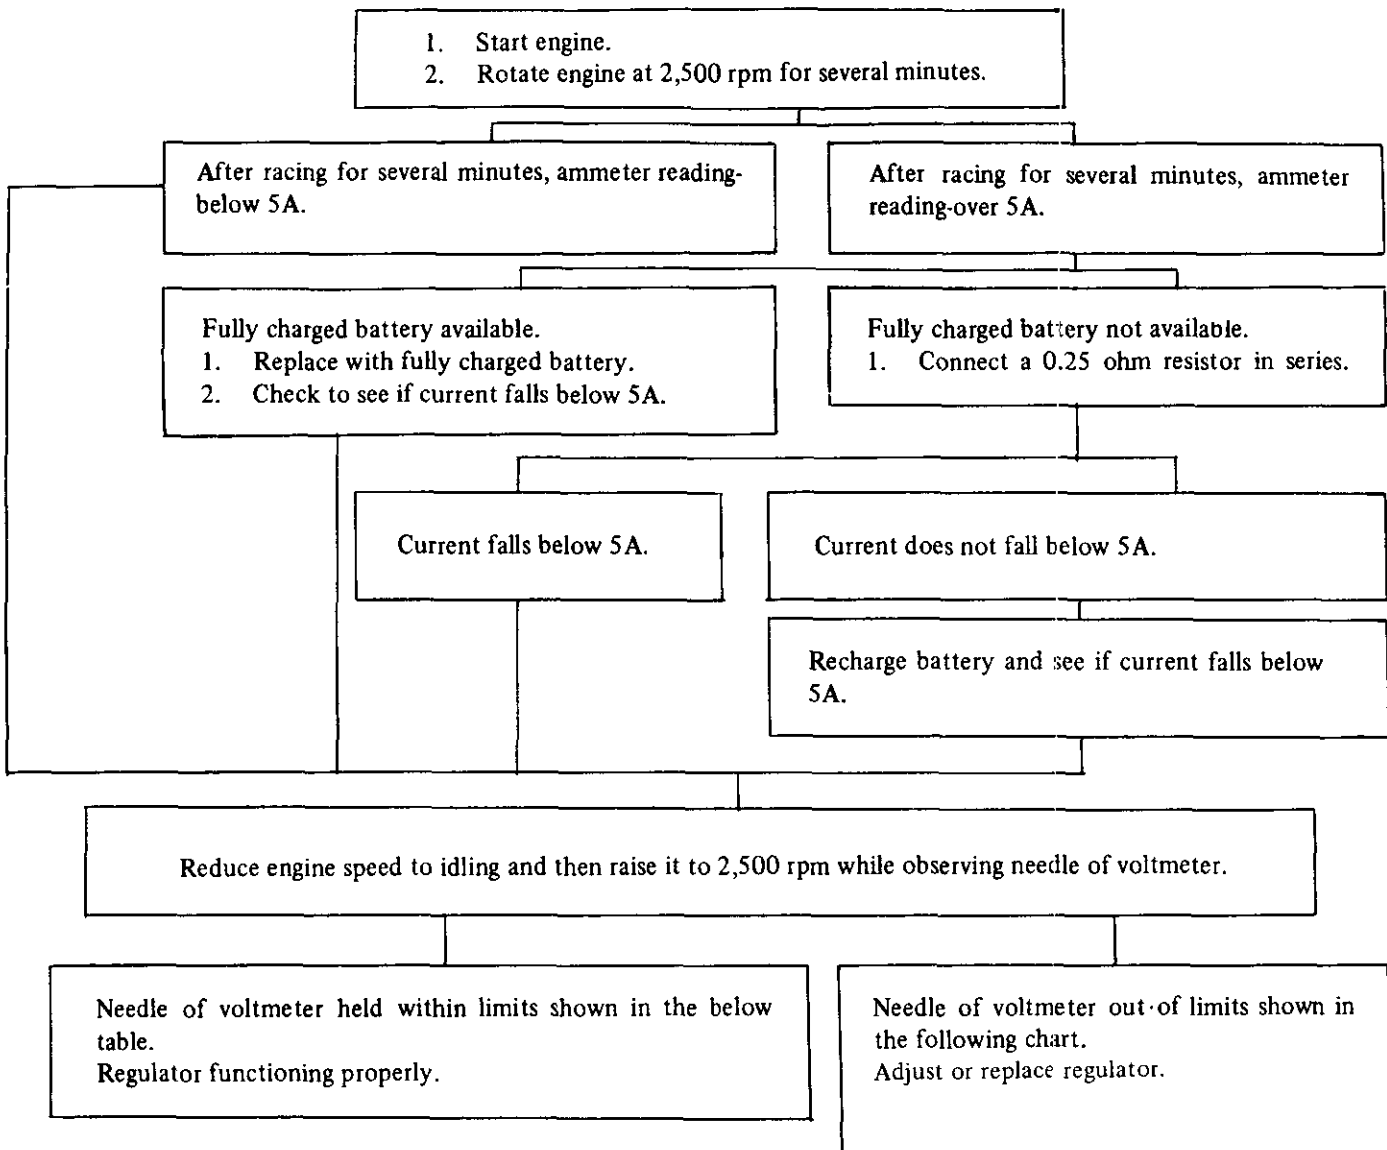 1. Start engine.
2. Rotate engine at 2,500 rpm for several minutes.
After racing for several minutes, ammeter reading-
below 5A.
After racing for several minutes, ammeter
reading-over 5A.
Fully charged battery available.
1. Replace with fully charged battery.
2. Check to see if current falls below 5A.
Fully charged battery not available.
1. Connect a 0.25 ohm resistor in series.
Current falls below 5A.
Current does not fall below 5A.
Recharge battery and see if current falls below
5A.
Reduce engine speed to idling and then raise it to 2,500 rpm while observing needle of voltmeter.
Needle of voltmeter held within limits shown in the below
table.
Regulator functioning properly.
Needle of voltmeter out of limits shown in
the following chart.
Adjust or replace regulator.